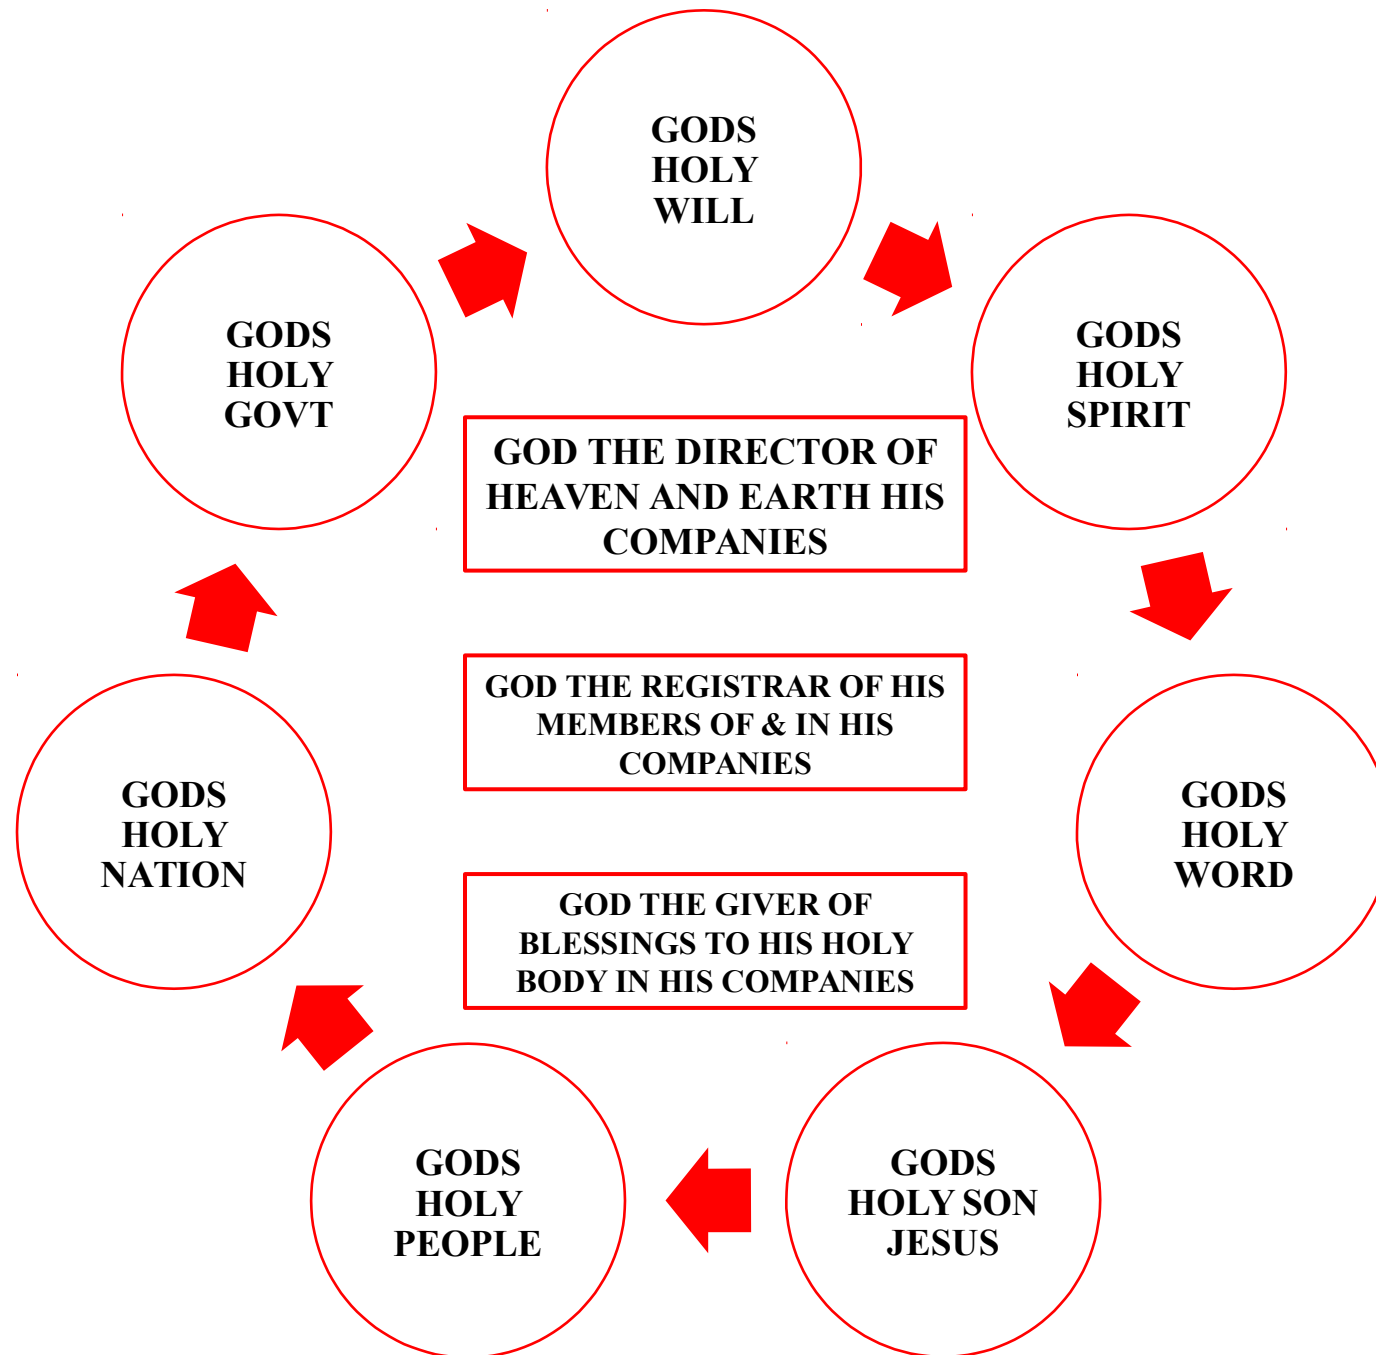 GODS
HOLY
WILL
GODS
HOLY
SPIRIT
GODS
HOLY
WORD
GODS
HOLY SON
JESUS
GODS
HOLY
PEOPLE
GODS
HOLY
NATION
GODS
HOLY
GOVT
GOD THE DIRECTOR OF
HEAVEN AND EARTH HIS
COMPANIES
GOD THE REGISTRAR OF HIS
MEMBERS OF & IN HIS
COMPANIES
GOD THE GIVER OF
BLESSINGS TO HIS HOLY
BODY IN HIS COMPANIES